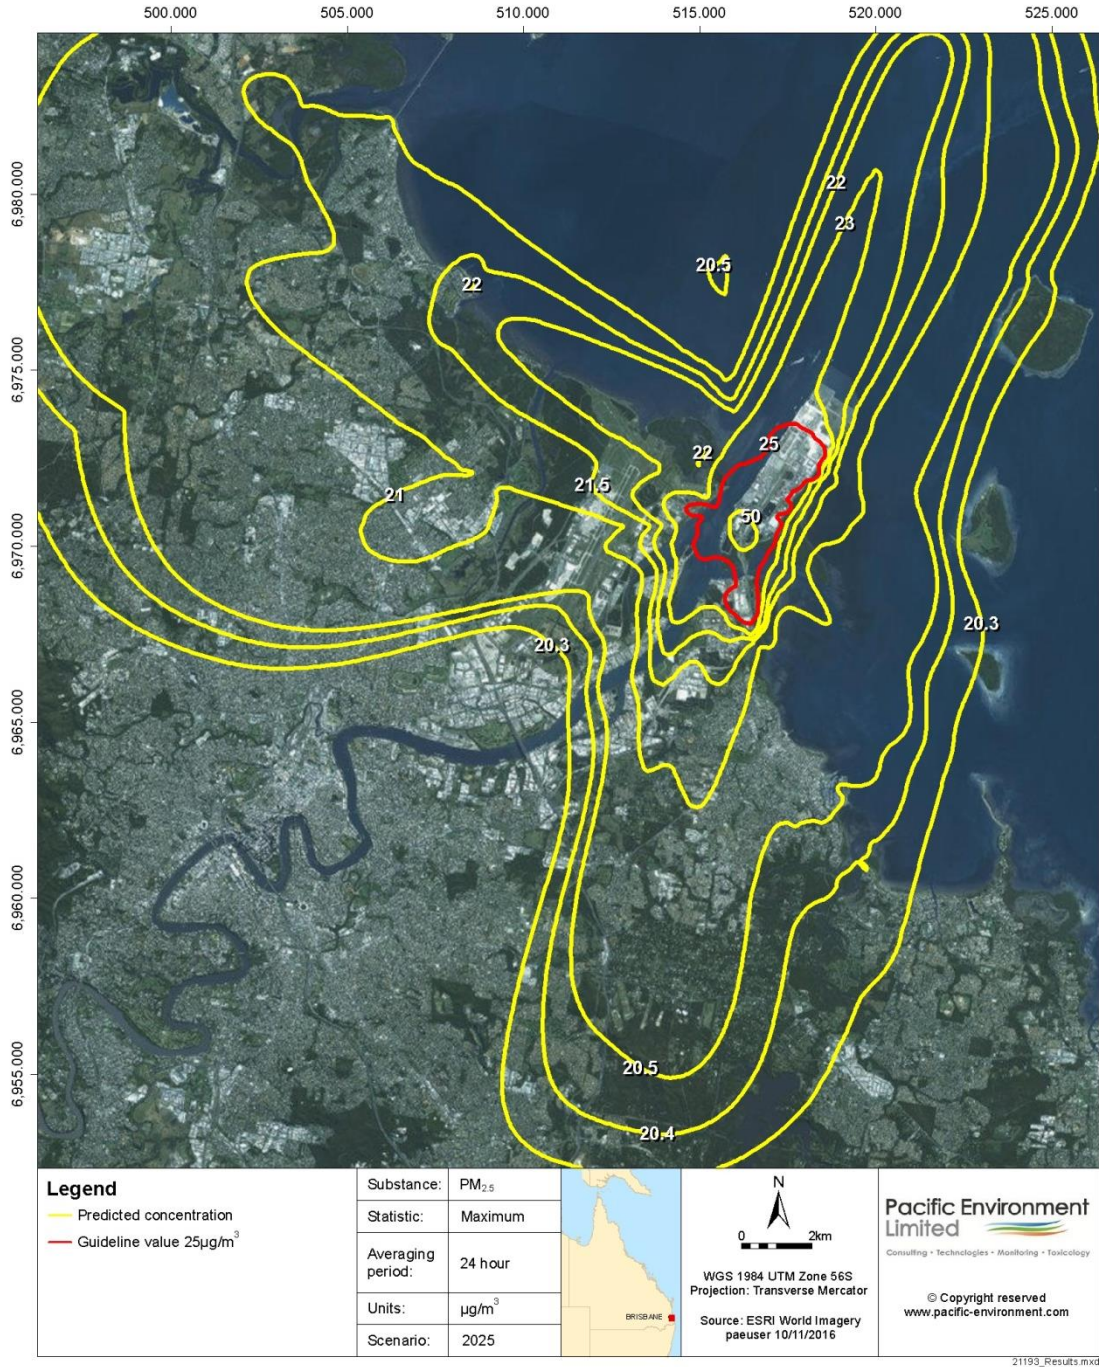 500.000 505.000 510.000 515.000 520.000 525.000
6,980.000
6,975.000
6,970.000
6,965.000
6,960.000
6,955.000
22
23
20.5
22
25
22
21.5
21
50
20.3
20.3
20.5
20.4
Legend
Predicted concentration
Guideline value 25µg/m³
Substance: PM₂.₅
Statistic: Maximum
Averaging period: 24 hour
Units: µg/m³
Scenario: 2025
BRISBANE
N
0 2km
WGS 1984 UTM Zone 56S
Projection: Transverse Mercator
Source: ESRI World Imagery
paeuser 10/11/2016
Pacific Environment
Limited
Consulting • Technologies • Monitoring • Toxicology
© Copyright reserved
www.pacific-environment.com
21193_Results.mxd